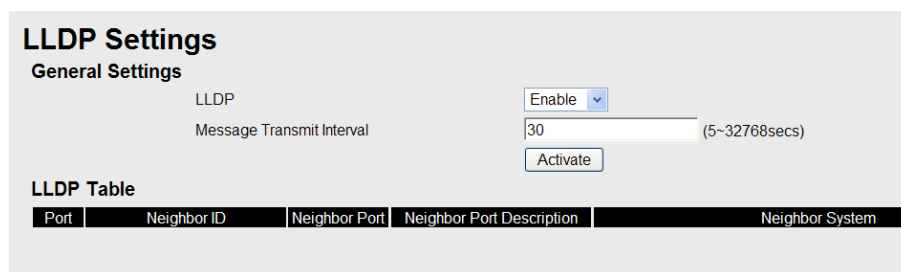 LLDP Settings
General Settings
LLDP Enable
Message Transmit Interval 30 (5~32768secs)
Activate
LLDP Table
Port Neighbor ID Neighbor Port Neighbor Port Description Neighbor System